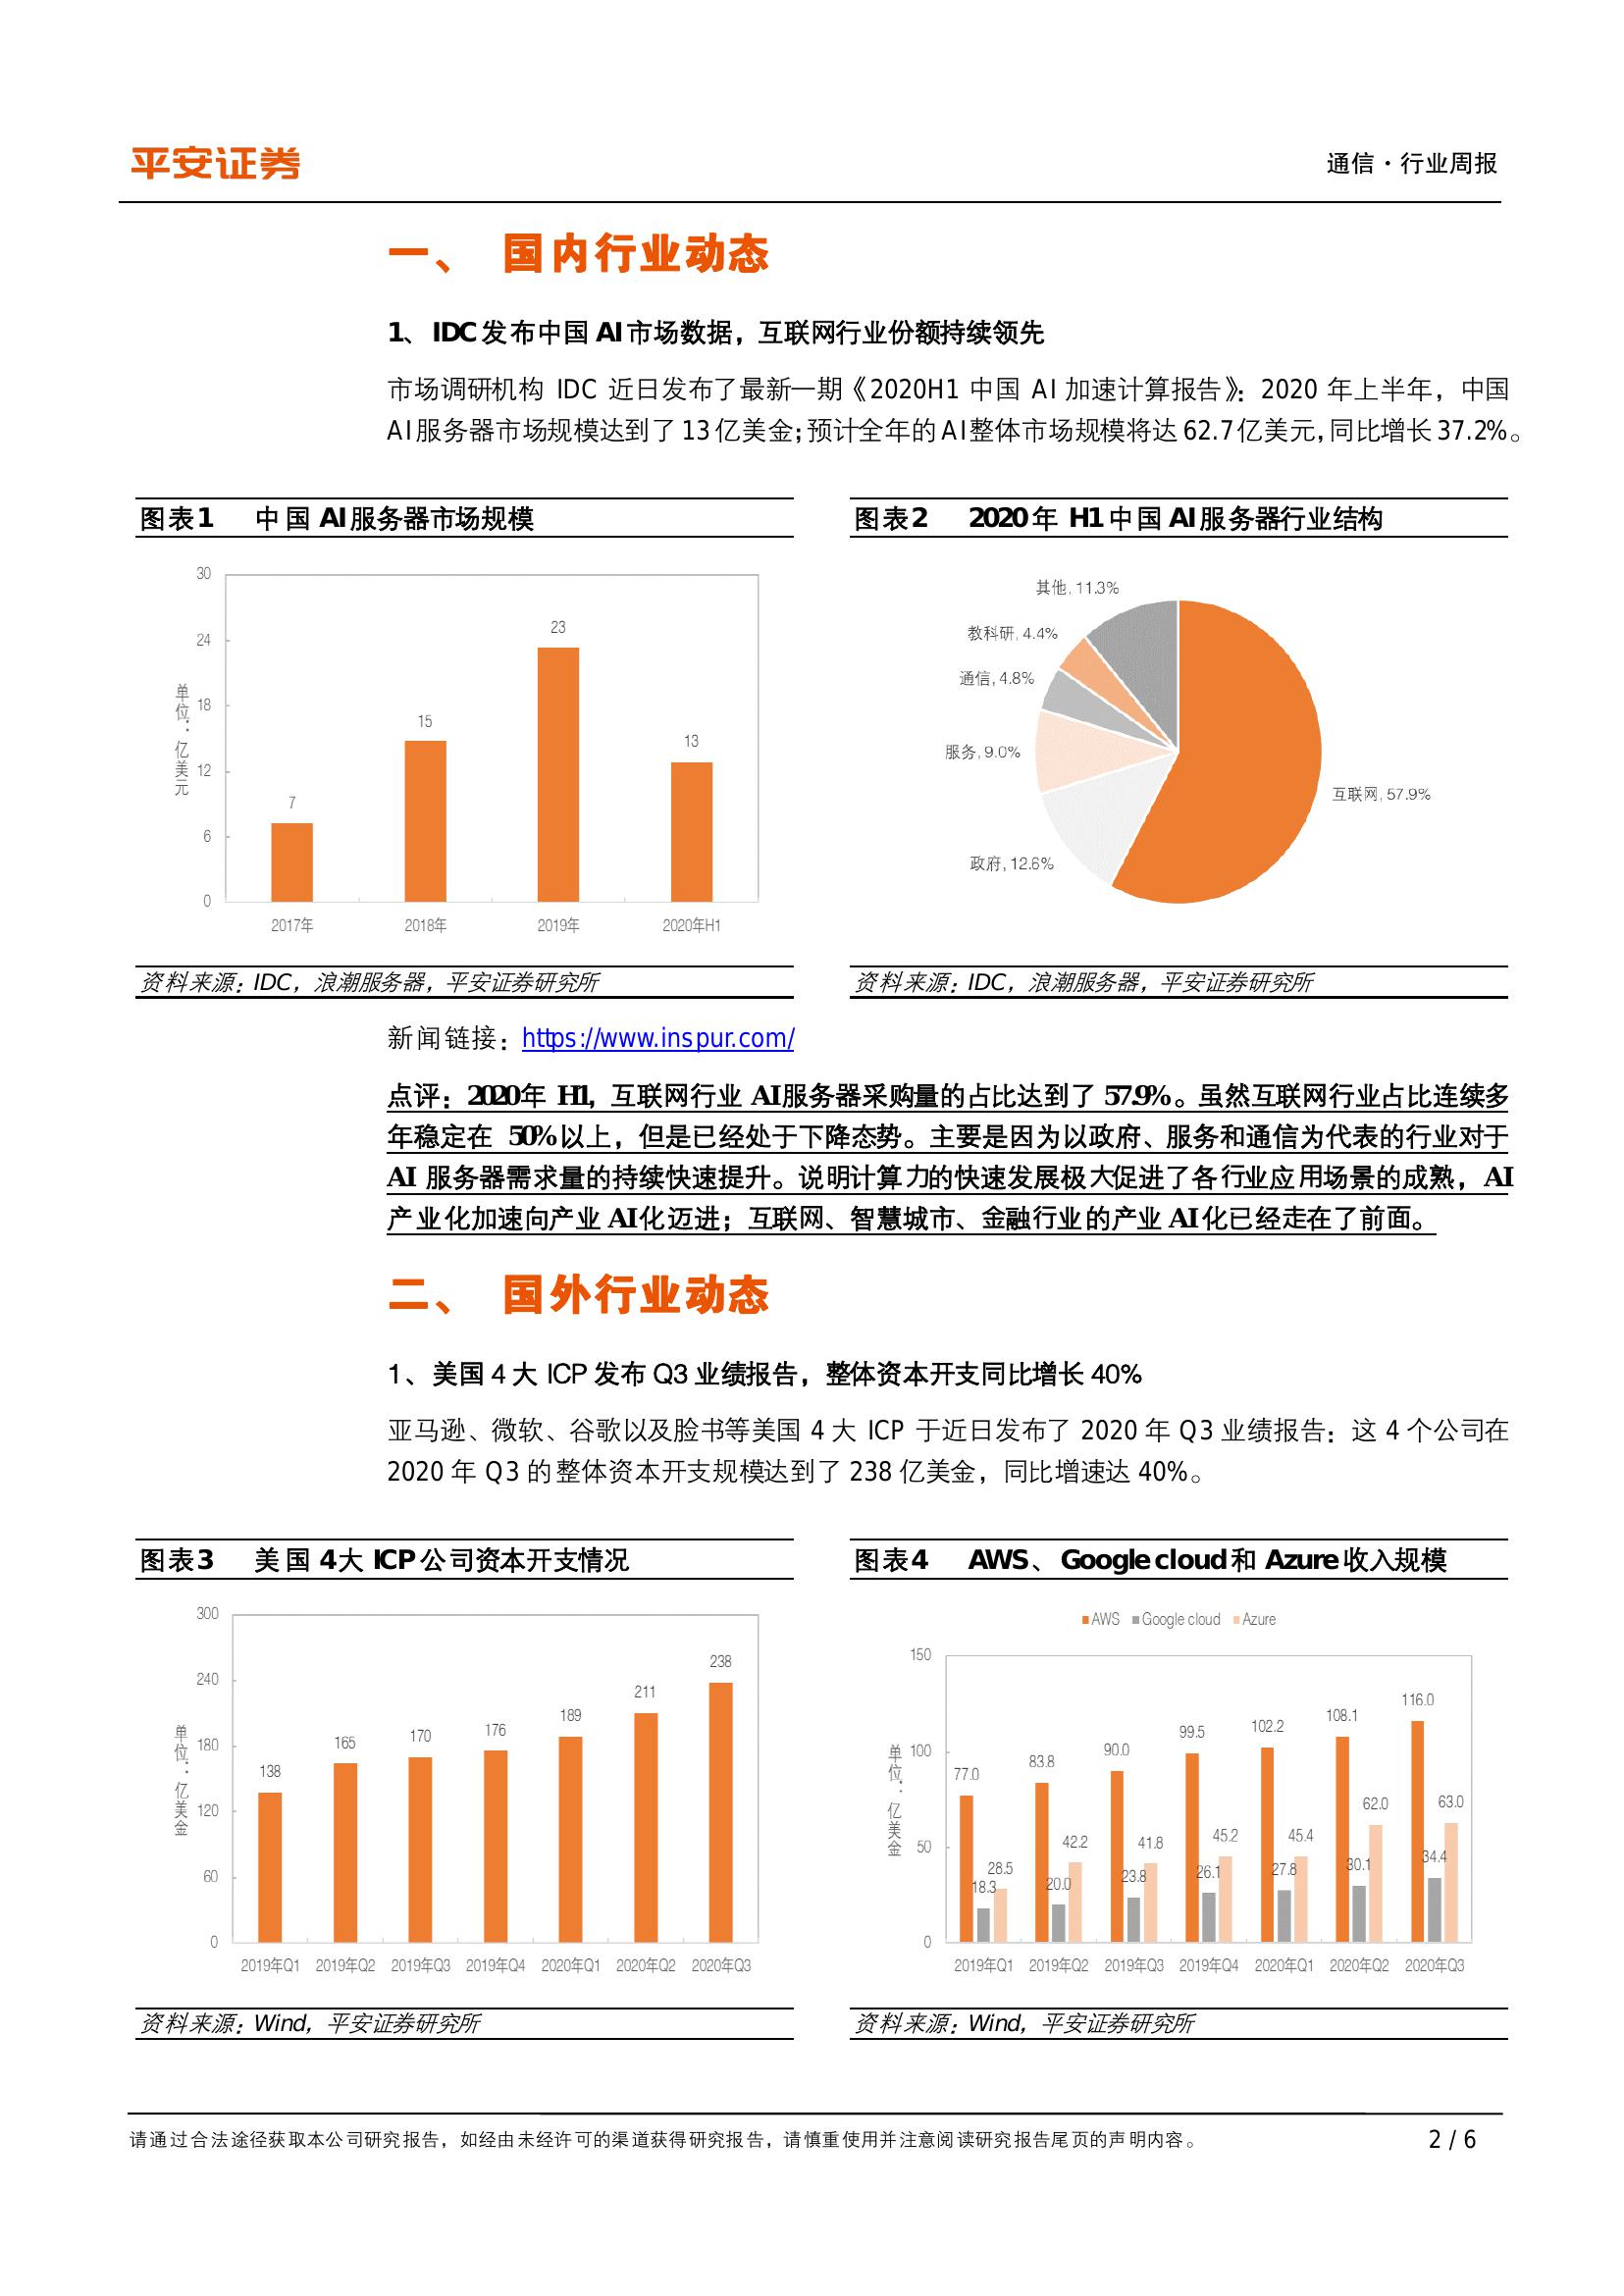 平安证券
通信·行业周报
一、 国内行业动态
1、IDC发布中国AI市场数据，互联网行业份额持续领先
市场调研机构 IDC 近日发布了最新一期《2020H1 中国 AI 加速计算报告》：2020 年上半年，中国
AI服务器市场规模达到了13亿美金；预计全年的AI整体市场规模将达62.7亿美元，同比增长37.2%。
图表1 中国AI服务器市场规模
30
24
18
12
6
0
单位：亿美元
7
15
23
13
2017年
2018年
2019年
2020年H1
资料来源：IDC，浪潮服务器，平安证券研究所
图表2 2020年H1中国AI服务器行业结构
其他, 11.3%
教科研, 4.4%
通信, 4.8%
服务, 9.0%
政府, 12.6%
互联网, 57.9%
资料来源：IDC，浪潮服务器，平安证券研究所
新闻链接：https://www.inspur.com/
点评：2020年 H1，互联网行业 AI服务器采购量的占比达到了 57.9%。虽然互联网行业占比连续多
年稳定在 50%以上，但是已经处于下降态势。主要是因为以政府、服务和通信为代表的行业对于
AI 服务器需求量的持续快速提升。说明计算力的快速发展极大促进了各行业应用场景的成熟，AI
产业化加速向产业AI化迈进；互联网、智慧城市、金融行业的产业AI化已经走在了前面。
二、 国外行业动态
1、美国4大ICP发布Q3业绩报告，整体资本开支同比增长40%
亚马逊、微软、谷歌以及脸书等美国 4 大 ICP 于近日发布了 2020 年 Q3 业绩报告：这 4 个公司在
2020 年 Q3 的整体资本开支规模达到了 238 亿美金，同比增速达 40%。
图表3 美国4大ICP公司资本开支情况
300
240
180
120
60
0
单位：亿美金
138
165
170
176
189
211
238
2019年Q1
2019年Q2
2019年Q3
2019年Q4
2020年Q1
2020年Q2
2020年Q3
资料来源：Wind，平安证券研究所
图表4 AWS、Google cloud和Azure收入规模
AWS Google cloud Azure
150
100
50
0
单位：亿美金
77.0
18.3
28.5
83.8
20.0
42.2
90.0
23.8
41.8
99.5
26.1
45.2
102.2
27.8
45.4
108.1
30.1
62.0
116.0
34.4
63.0
2019年Q1
2019年Q2
2019年Q3
2019年Q4
2020年Q1
2020年Q2
2020年Q3
资料来源：Wind，平安证券研究所
请通过合法途径获取本公司研究报告，如经由未经许可的渠道获得研究报告，请慎重使用并注意阅读研究报告尾页的声明内容。
2 / 6